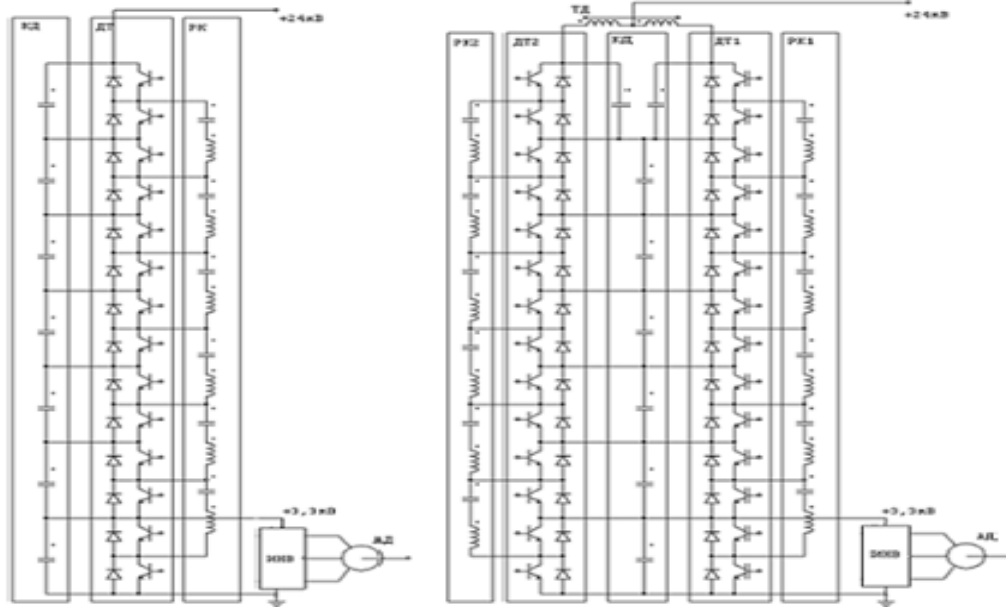 +24кВ
КД ДТ РК
+3,3кВ
АД
ТД
+24кВ
РК2 ДТ2 КД ДТ1 РК1
+3,3кВ
АД